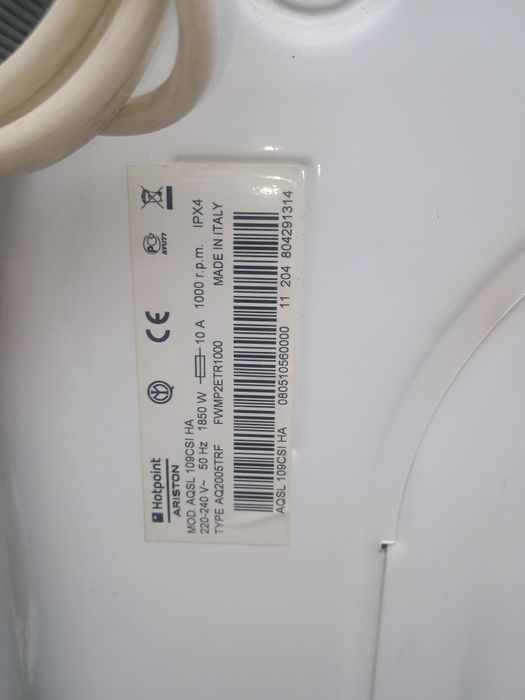 Hotpoint
ARISTON
MOD. AQSL 109CSI HA
220-240 V~ 50 Hz 1850 W 10 A 1000 r.p.m. IPX4
TYPE AQ2005TRF FWMP2ETR1000 MADE IN ITALY
AQSL 109CSI HA 080510560000 11 204 804291314
CE